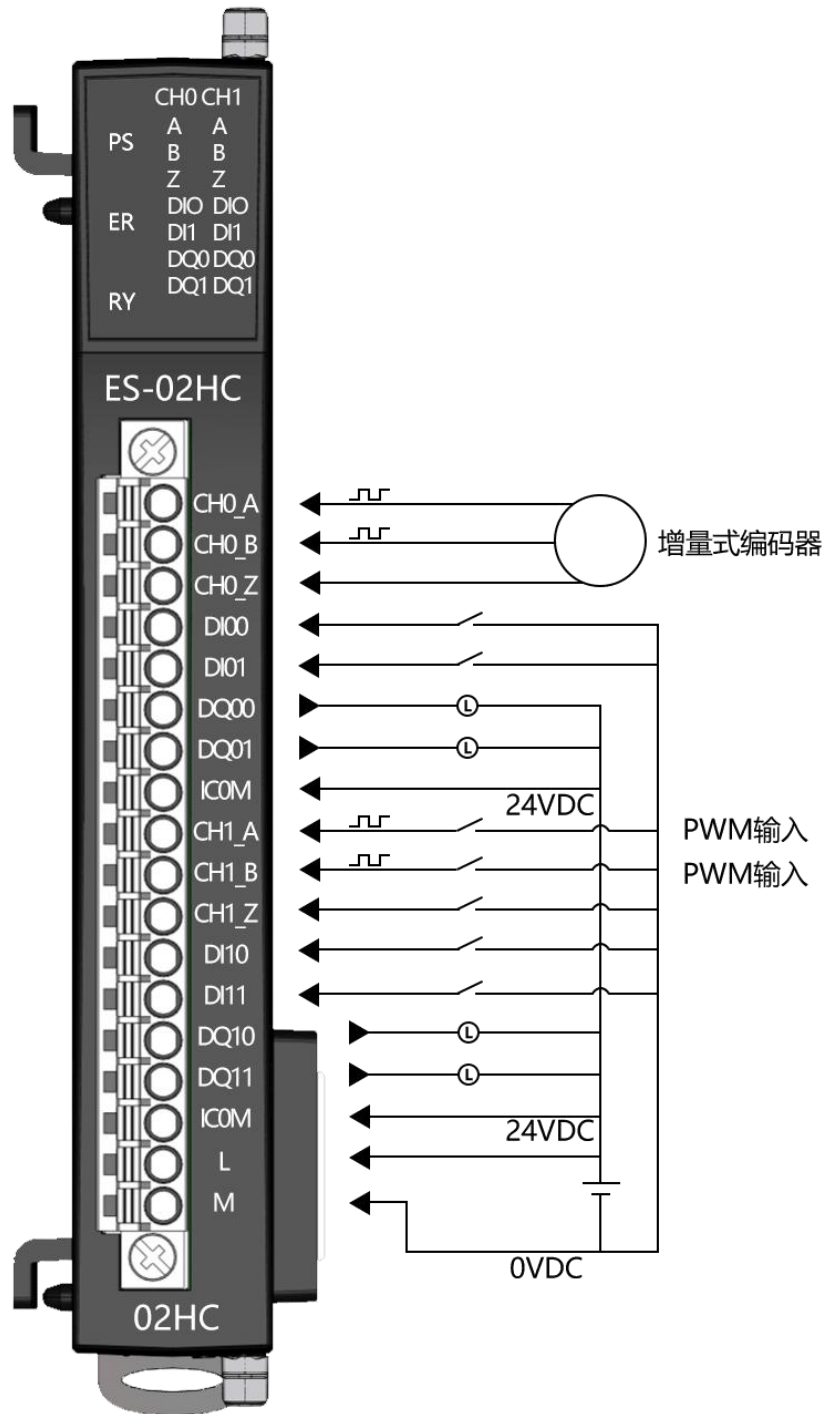 CH0 CH1
PS
A A
B B
Z Z
ER
DI0 DI0
DI1 DI1
DQ0 DQ0
DQ1 DQ1
RY
ES-02HC
CH0_A
CH0_B
增量式编码器
CH0_Z
DI00
DI01
DQ00
L
DQ01
L
IC0M
24VDC
CH1_A
PWM输入
CH1_B
PWM输入
CH1_Z
DI10
DI11
DQ10
L
DQ11
L
IC0M
24VDC
L
M
0VDC
02HC